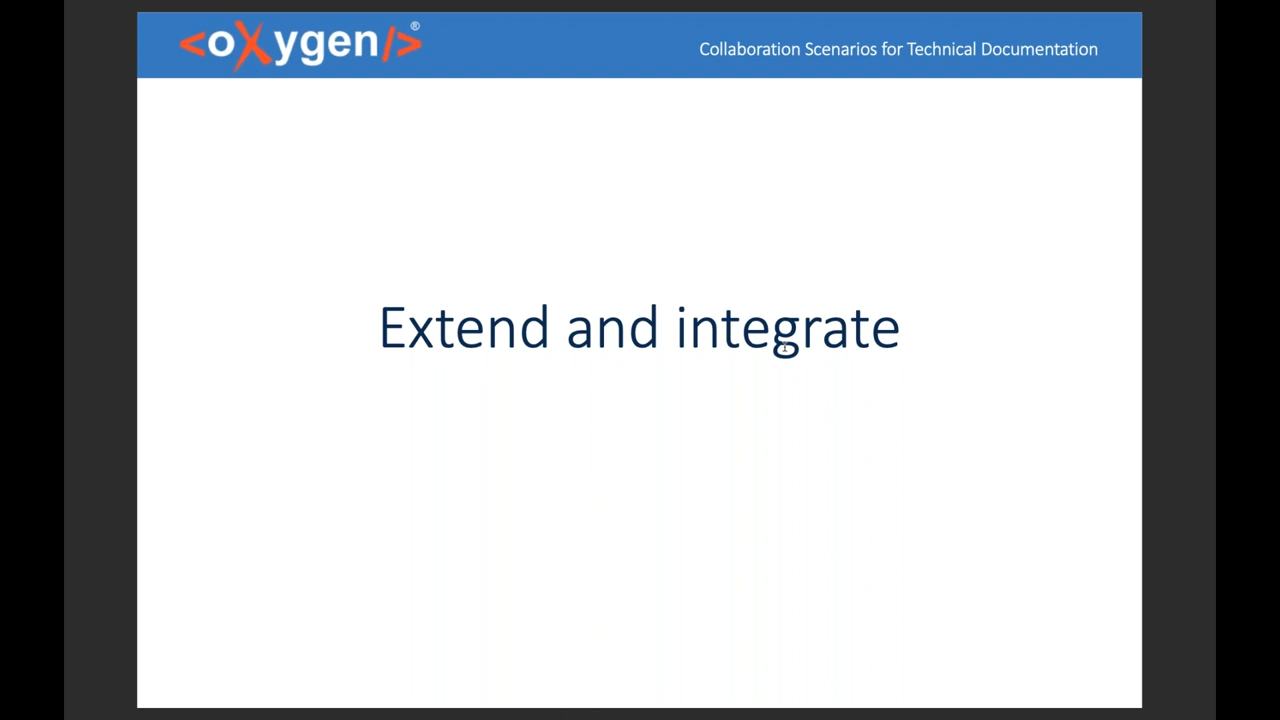 <oXygen/>®
Collaboration Scenarios for Technical Documentation
Extend and integrate